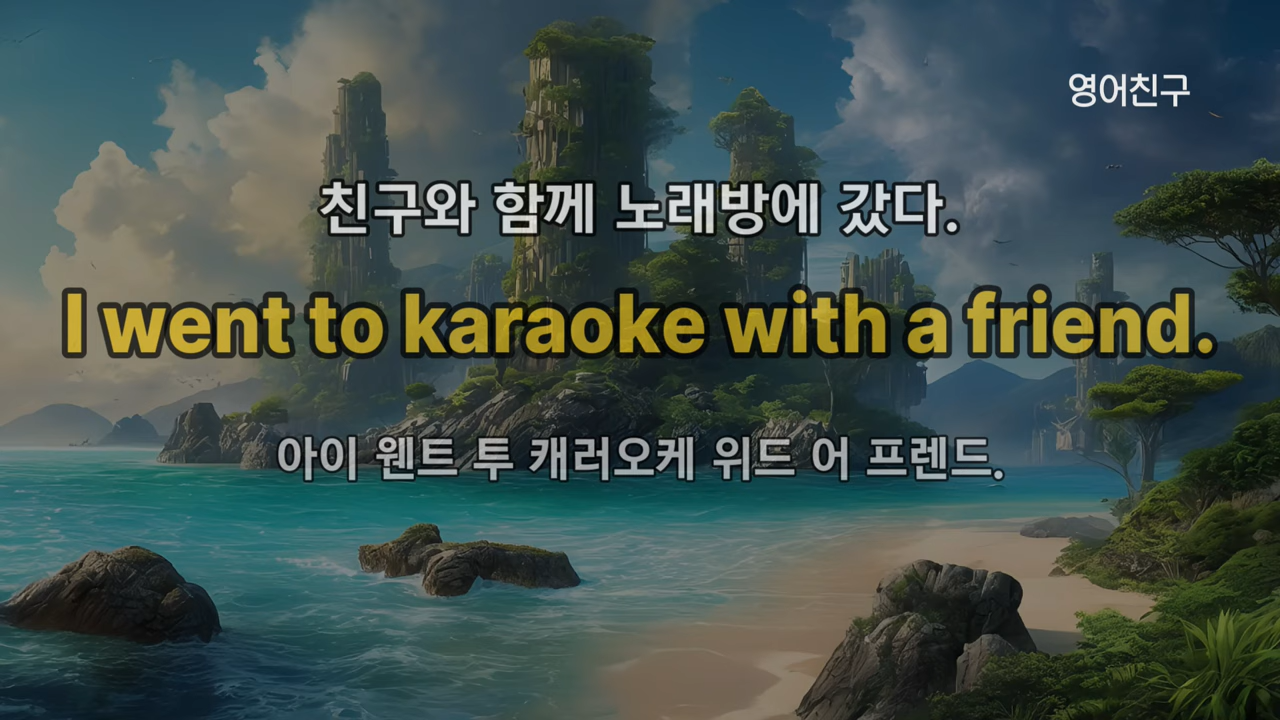 영어친구
친구와 함께 노래방에 갔다.
I went to karaoke with a friend.
아이 웬트 투 캐러오케 위드 어 프렌드.